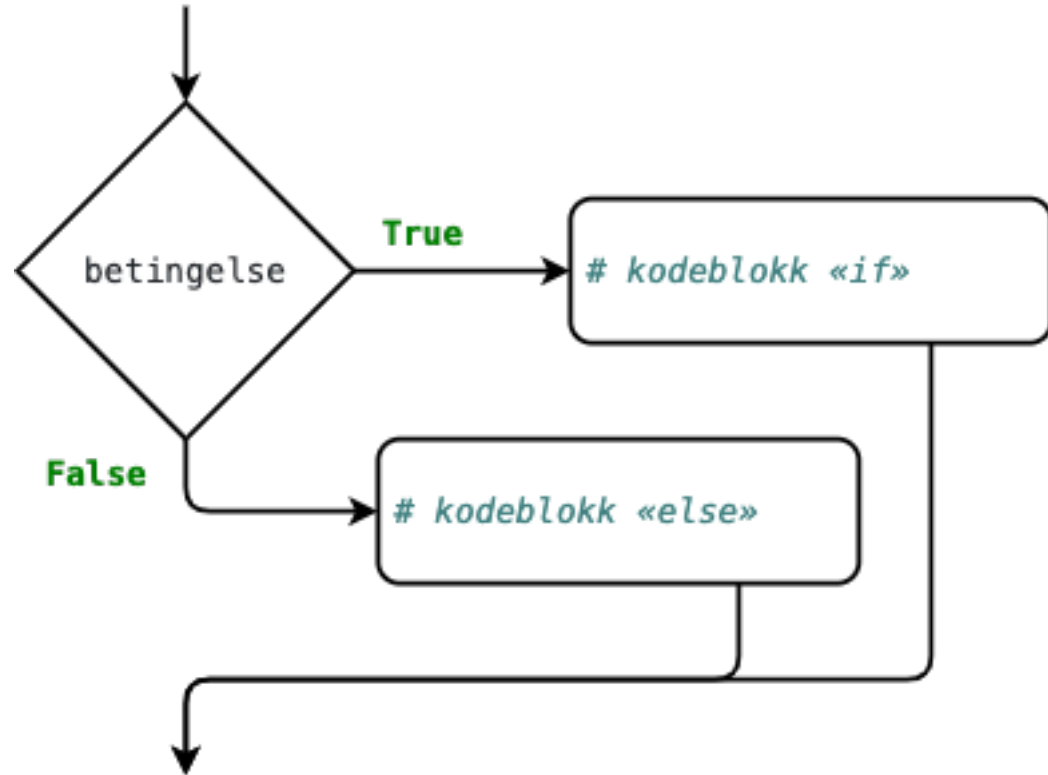 betingelse
True
# kodeblokk «if»
False
# kodeblokk «else»